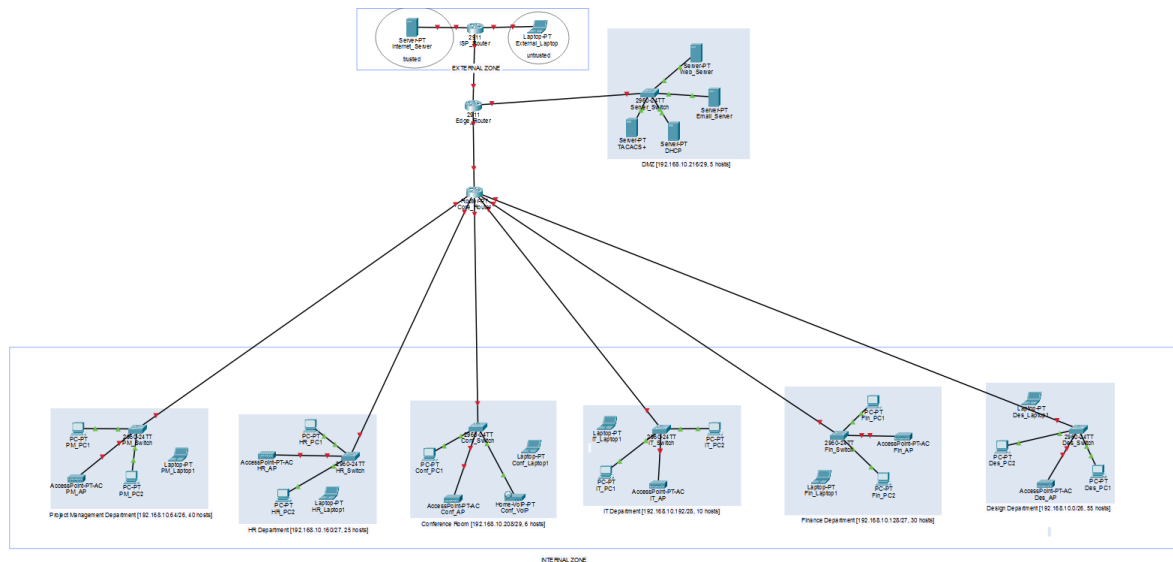 Server-PT
Internet_Server
trusted
2911
ISP_Router
Laptop-PT
External_Laptop
untrusted
EXTERNAL ZONE
2911
Edge_Router
Server-PT
Web_Server
2960-24TT
Server_Switch
Server-PT
Email_Server
Server-PT
TACACS+
Server-PT
DHCP
DMZ [192.168.10.216/29, 5 hosts]
Router-PT
Core_Router
PC-PT
PM_PC1
2960-24TT
PM_Switch
Laptop-PT
PM_Laptop1
AccessPoint-PT-AC
PM_AP
PC-PT
PM_PC2
Project Management Department [192.168.10.64/26, 40 hosts]
PC-PT
HR_PC1
AccessPoint-PT-AC
HR_AP
2960-24TT
HR_Switch
PC-PT
HR_PC2
Laptop-PT
HR_Laptop1
HR Department [192.168.10.160/27, 25 hosts]
2960-24TT
Conf_Switch
PC-PT
Conf_PC1
Laptop-PT
Conf_Laptop1
AccessPoint-PT-AC
Conf_AP
Home-VoIP-PT
Conf_VoIP
Conference Room [192.168.10.208/29, 6 hosts]
Laptop-PT
IT_Laptop1
2960-24TT
IT_Switch
PC-PT
IT_PC2
PC-PT
IT_PC1
AccessPoint-PT-AC
IT_AP
IT Department [192.168.10.192/28, 10 hosts]
PC-PT
Fin_PC1
2960-24TT
Fin_Switch
AccessPoint-PT-AC
Fin_AP
Laptop-PT
Fin_Laptop1
PC-PT
Fin_PC2
Finance Department [192.168.10.128/27, 30 hosts]
Laptop-PT
Des_Laptop1
2960-24TT
Des_Switch
PC-PT
Des_PC2
PC-PT
Des_PC1
AccessPoint-PT-AC
Des_AP
Design Department [192.168.10.0/26, 55 hosts]
INTERNAL ZONE